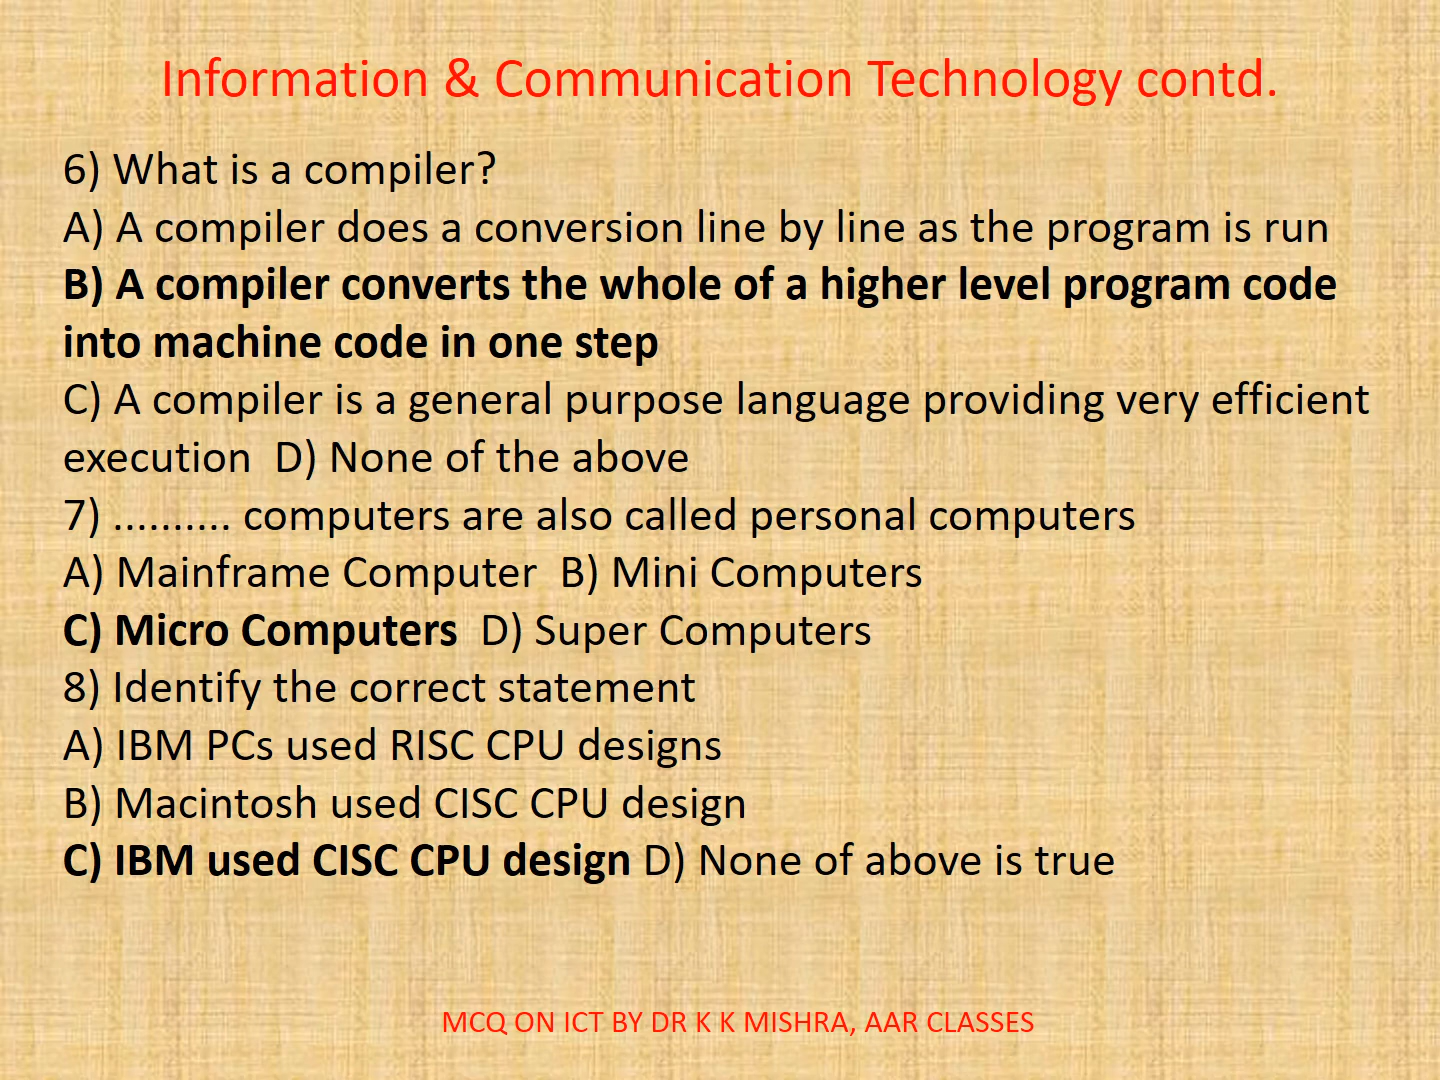 Information & Communication Technology contd.
6) What is a compiler?
A) A compiler does a conversion line by line as the program is run
B) A compiler converts the whole of a higher level program code
into machine code in one step
C) A compiler is a general purpose language providing very efficient
execution  D) None of the above
7) .......... computers are also called personal computers
A) Mainframe Computer  B) Mini Computers
C) Micro Computers  D) Super Computers
8) Identify the correct statement
A) IBM PCs used RISC CPU designs
B) Macintosh used CISC CPU design
C) IBM used CISC CPU design D) None of above is true
MCQ ON ICT BY DR K K MISHRA, AAR CLASSES